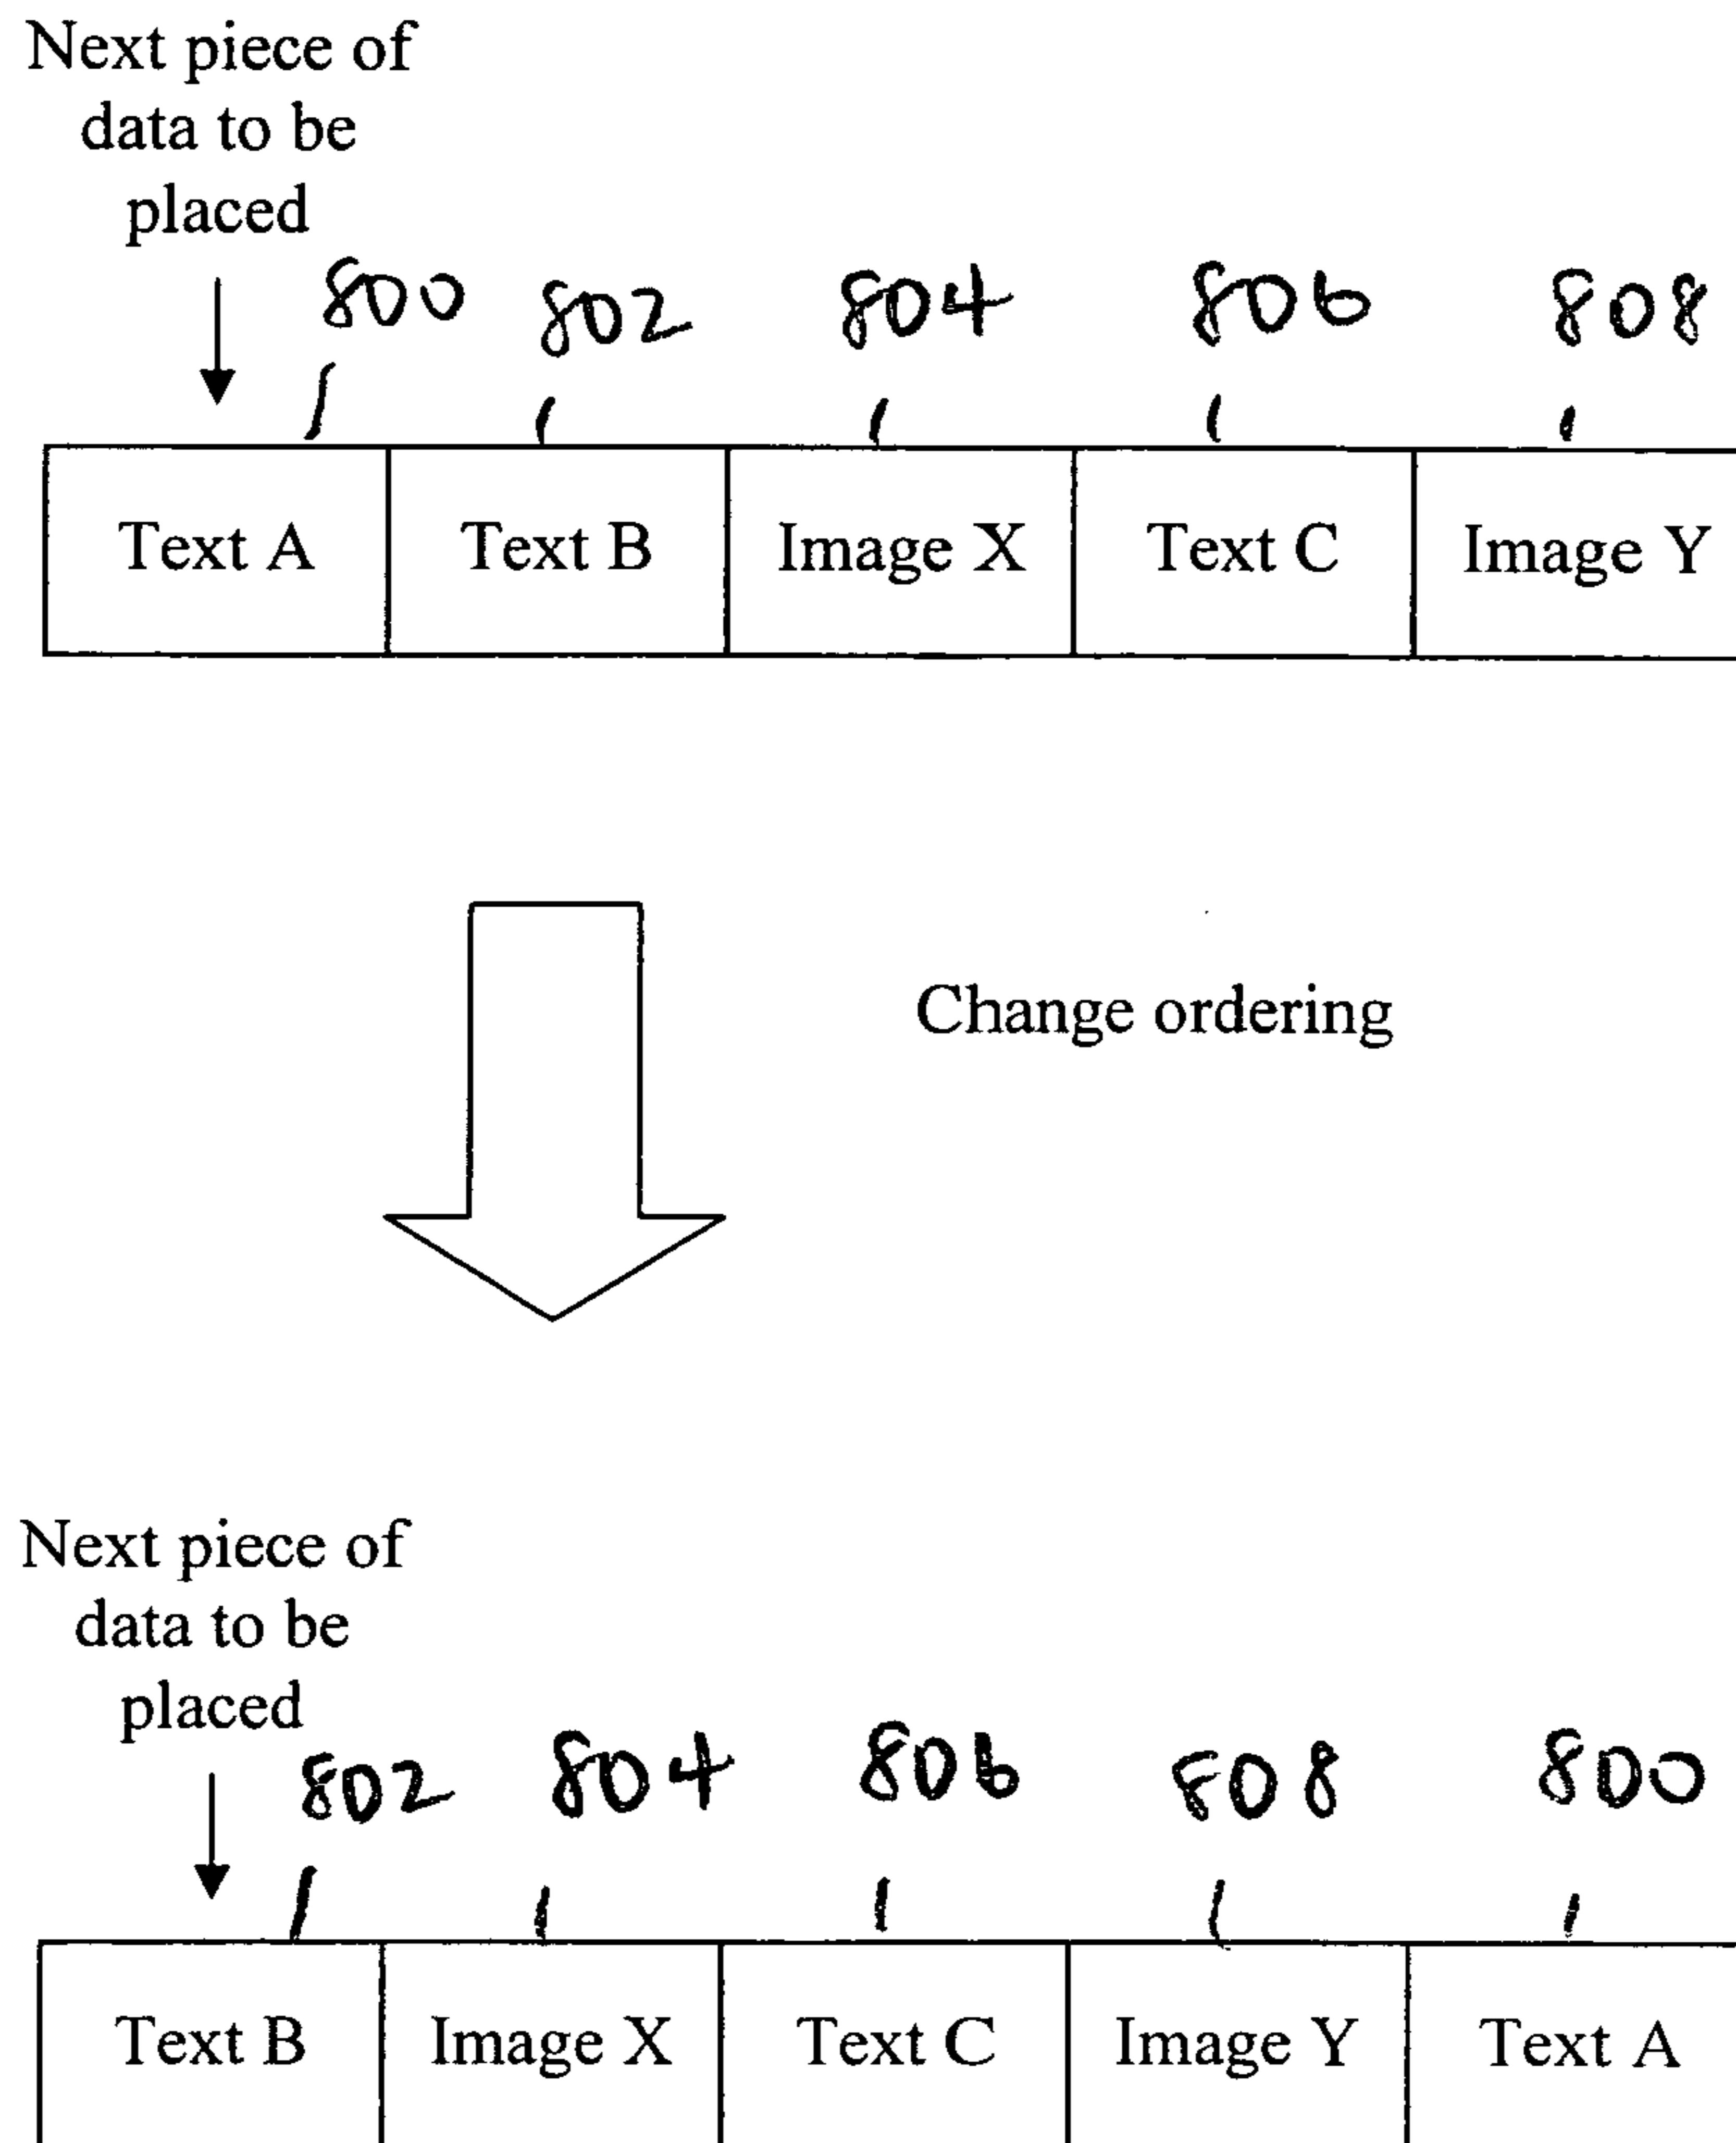 Next piece of
data to be
placed
800 802 804 806 808
Text A Text B Image X Text C Image Y
Change ordering
Next piece of
data to be
placed
802 804 806 808 800
Text B Image X Text C Image Y Text A